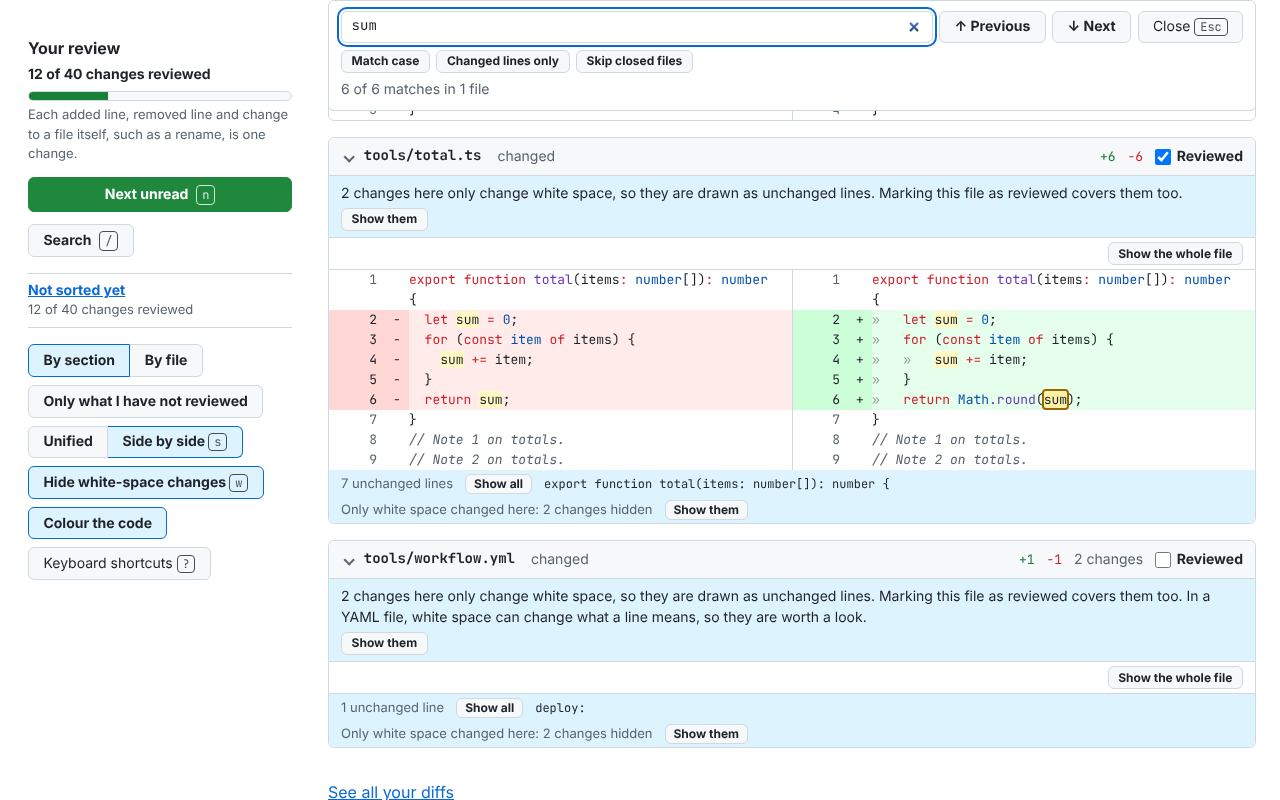 Your review
12 of 40 changes reviewed
Each added line, removed line and change
to a file itself, such as a rename, is one
change.
Next unread n
Search /
Not sorted yet
12 of 40 changes reviewed
By section By file
Only what I have not reviewed
Unified Side by side s
Hide white-space changes w
Colour the code
Keyboard shortcuts ?
sum × ↑ Previous ↓ Next Close Esc
Match case Changed lines only Skip closed files
6 of 6 matches in 1 file
tools/total.ts changed +6 -6 Reviewed
2 changes here only change white space, so they are drawn as unchanged lines. Marking this file as reviewed covers them too.
Show them
Show the whole file
1 export function total(items: number[]): number 1 export function total(items: number[]): number
{ {
2 - let sum = 0; 2 + » let sum = 0;
3 - for (const item of items) { 3 + » for (const item of items) {
4 - sum += item; 4 + » » sum += item;
5 - } 5 + » }
6 - return sum; 6 + » return Math.round(sum);
7 } 7 }
8 // Note 1 on totals. 8 // Note 1 on totals.
9 // Note 2 on totals. 9 // Note 2 on totals.
7 unchanged lines Show all export function total(items: number[]): number {
Only white space changed here: 2 changes hidden Show them
tools/workflow.yml changed +1 -1 2 changes Reviewed
2 changes here only change white space, so they are drawn as unchanged lines. Marking this file as reviewed covers them too. In a
YAML file, white space can change what a line means, so they are worth a look.
Show them
Show the whole file
1 unchanged line Show all deploy:
Only white space changed here: 2 changes hidden Show them
See all your diffs